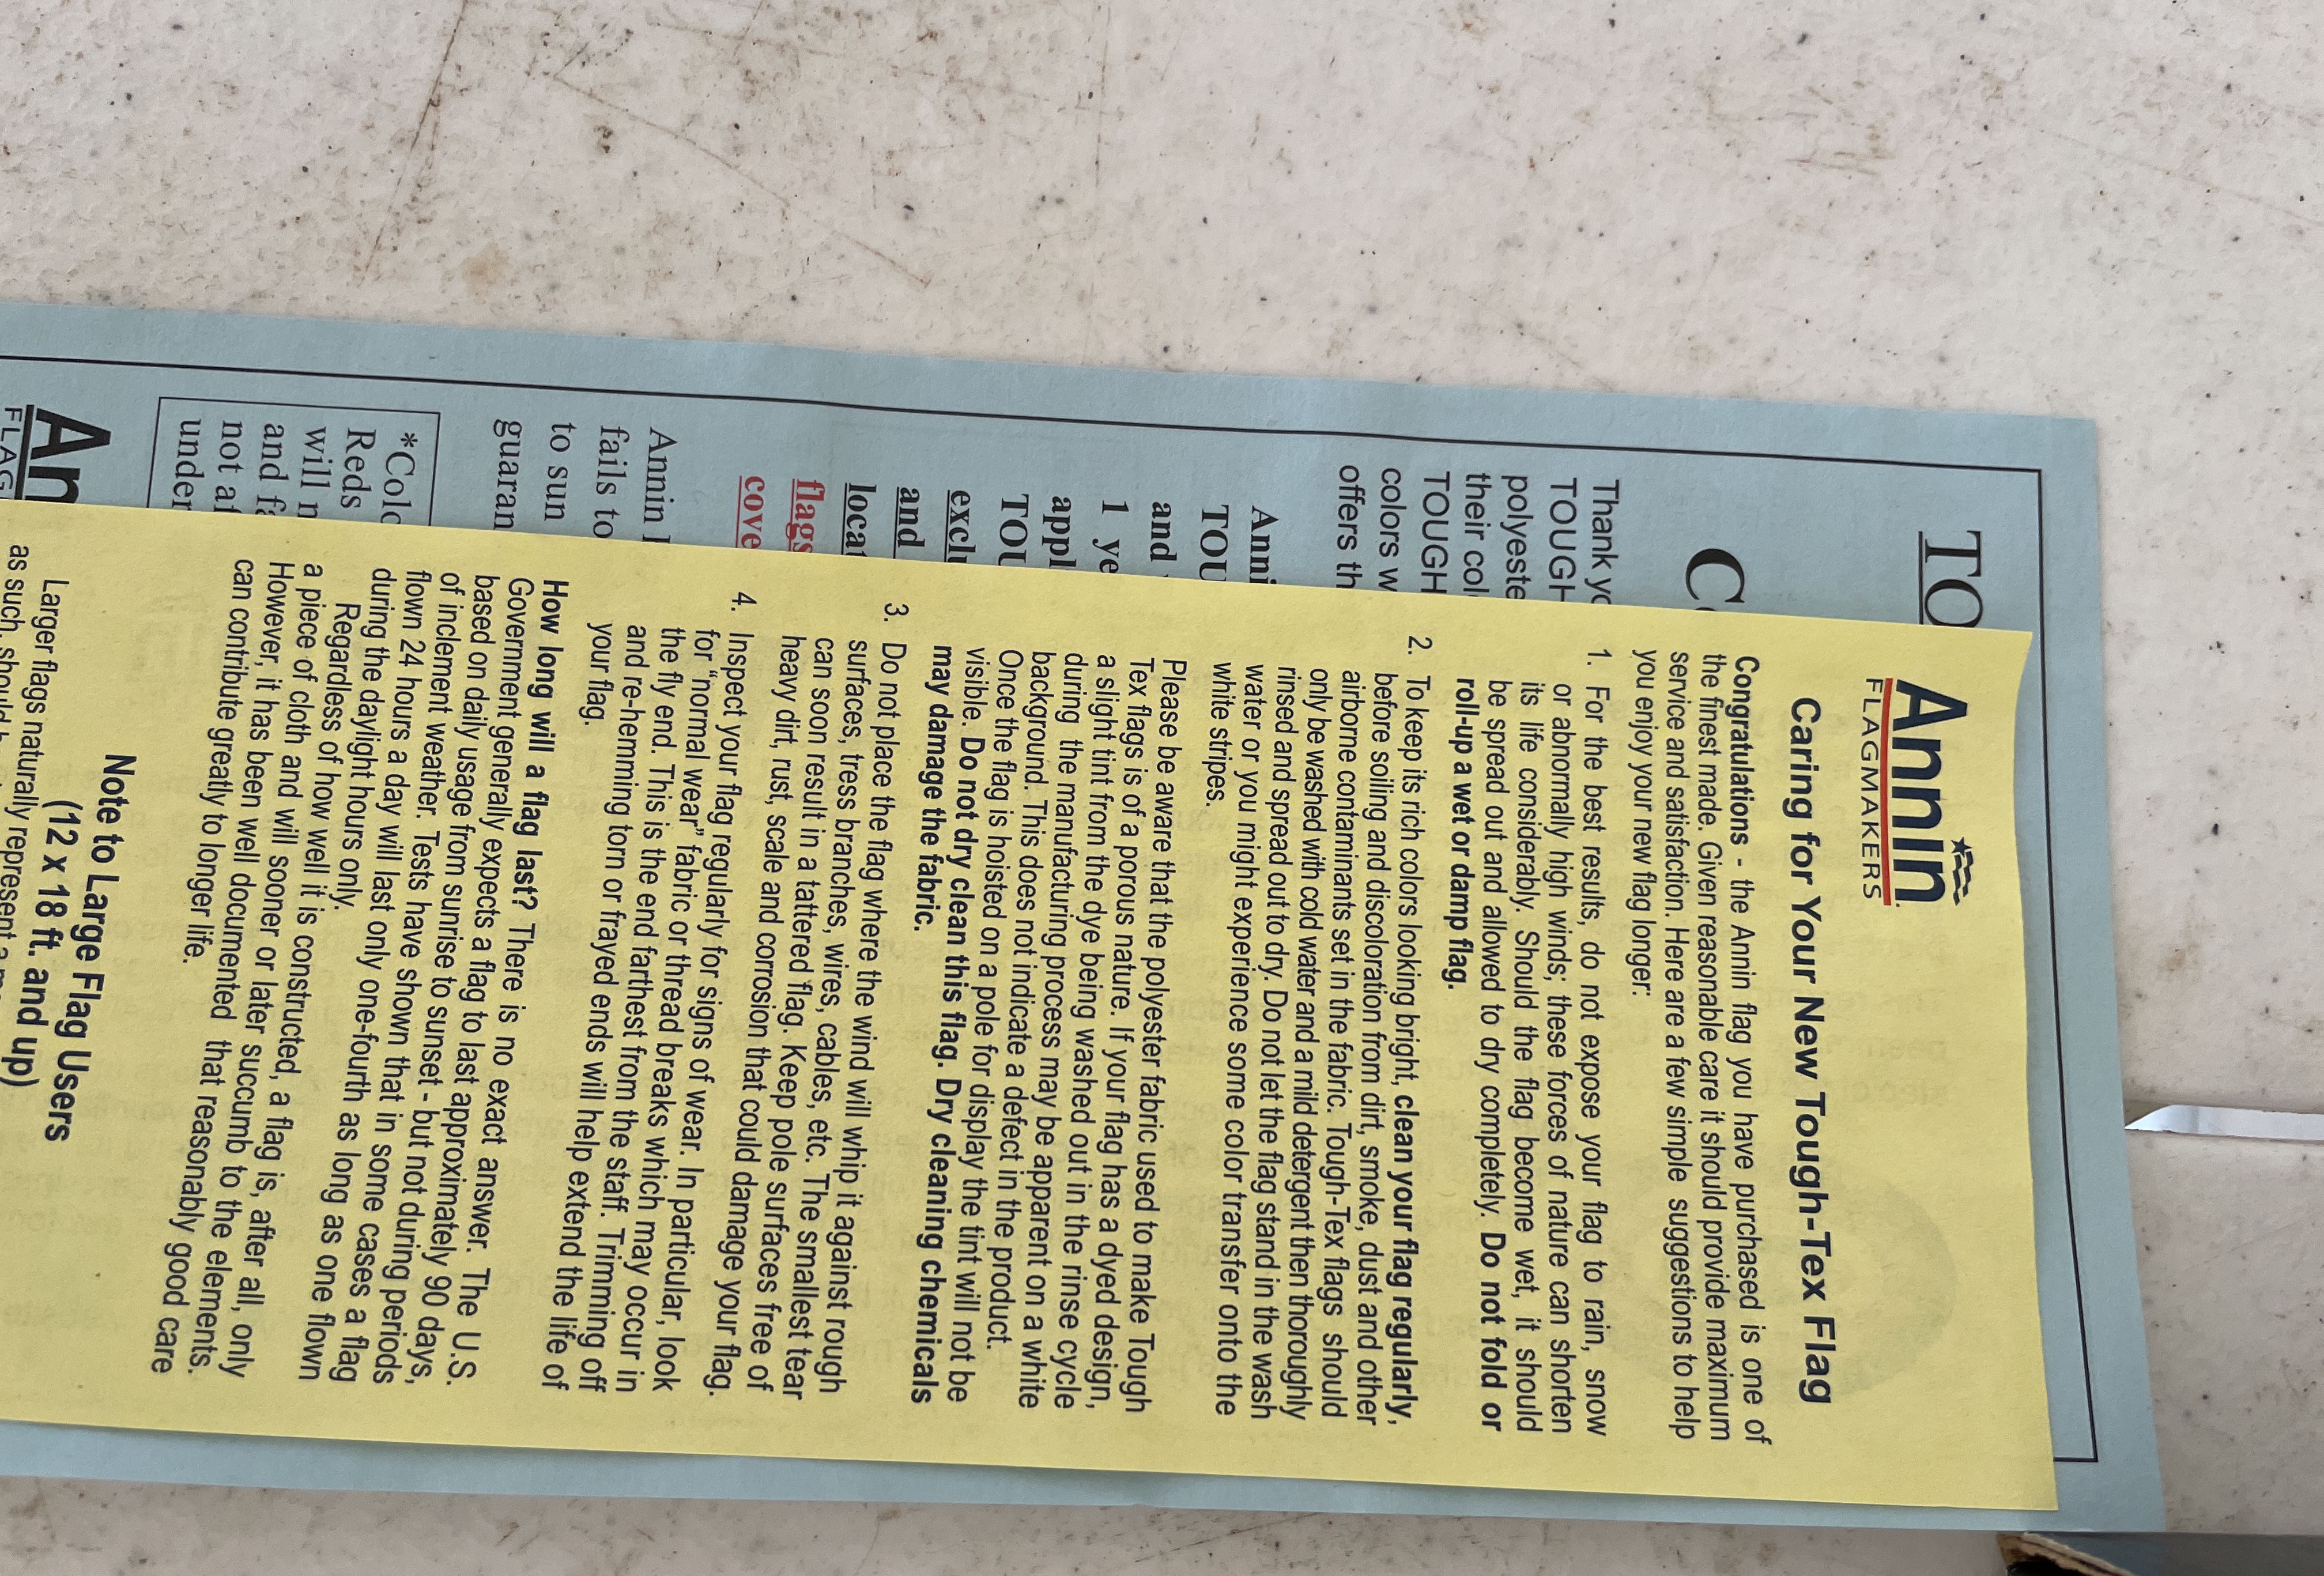 Annin
FLAGMAKERS
Caring for Your New Tough-Tex Flag
Congratulations - the Annin flag you have purchased is one of
the finest made. Given reasonable care it should provide maximum
service and satisfaction. Here are a few simple suggestions to help
you enjoy your new flag longer:
1. For the best results, do not expose your flag to rain, snow
or abnormally high winds; these forces of nature can shorten
its life considerably. Should the flag become wet, it should
be spread out and allowed to dry completely. Do not fold or
roll-up a wet or damp flag.
2. To keep its rich colors looking bright, clean your flag regularly,
before soiling and discoloration from dirt, smoke, dust and other
airborne contaminants set in the fabric. Tough-Tex flags should
only be washed with cold water and a mild detergent then thoroughly
rinsed and spread out to dry. Do not let the flag stand in the wash
water or you might experience some color transfer onto the
white stripes.
Please be aware that the polyester fabric used to make Tough
Tex flags is of a porous nature. If your flag has a dyed design,
a slight tint from the dye being washed out in the rinse cycle
during the manufacturing process may be apparent on a white
background. This does not indicate a defect in the product.
Once the flag is hoisted on a pole for display the tint will not be
visible. Do not dry clean this flag. Dry cleaning chemicals
may damage the fabric.
3. Do not place the flag where the wind will whip it against rough
surfaces, tress branches, wires, cables, etc. The smallest tear
can soon result in a tattered flag. Keep pole surfaces free of
heavy dirt, rust, scale and corrosion that could damage your flag.
4. Inspect your flag regularly for signs of wear. In particular, look
for "normal wear" fabric or thread breaks which may occur in
the fly end. This is the end farthest from the staff. Trimming off
and re-hemming torn or frayed ends will help extend the life of
your flag.
How long will a flag last? There is no exact answer. The U.S.
Government generally expects a flag to last approximately 90 days,
based on daily usage from sunrise to sunset - but not during periods
of inclement weather. Tests have shown that in some cases a flag
flown 24 hours a day will last only one-fourth as long as one flown
during the daylight hours only.
Regardless of how well it is constructed, a flag is, after all, only
a piece of cloth and will sooner or later succumb to the elements.
However, it has been well documented that reasonably good care
can contribute greatly to longer life.
Note to Large Flag Users
(12 x 18 ft. and up)
Larger flags naturally represent a
as such, should
TO
C
Thank yo
TOUGH
polyeste
their col
TOUGH
colors w
offers th
Anni
TOU
and
1 ye
appl
TOU
exclu
and
locat
flags
cove
Annin
fails to
to sun
guaran
*Colo
Reds
will n
and fa
not af
under
An
FLAG